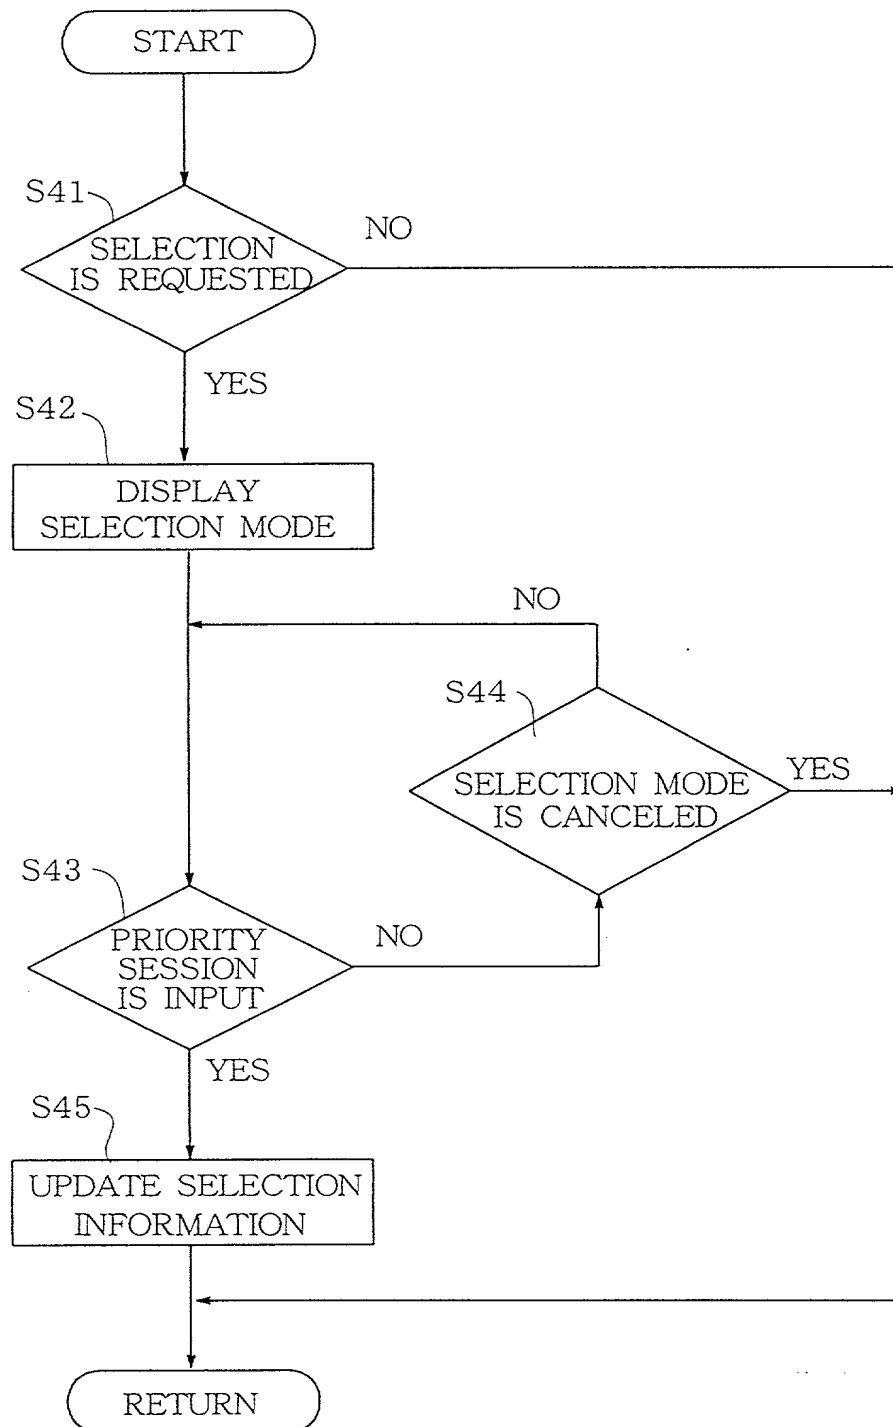 START
S41
SELECTION
IS REQUESTED
NO
YES
S42
DISPLAY
SELECTION MODE
NO
S44
SELECTION MODE
IS CANCELED
YES
S43
PRIORITY
SESSION
IS INPUT
NO
YES
S45
UPDATE SELECTION
INFORMATION
RETURN